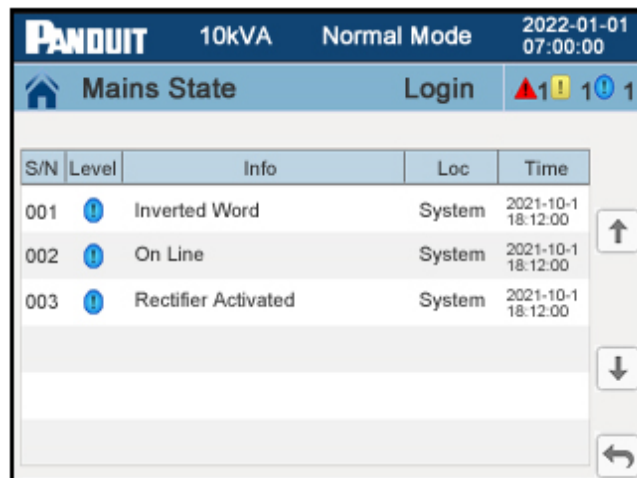 PANDUIT 10kVA Normal Mode 2022-01-01
07:00:00
Mains State Login 1 1 1
S/N Level Info Loc Time
001 Inverted Word System 2021-10-1
18:12:00
002 On Line System 2021-10-1
18:12:00
003 Rectifier Activated System 2021-10-1
18:12:00